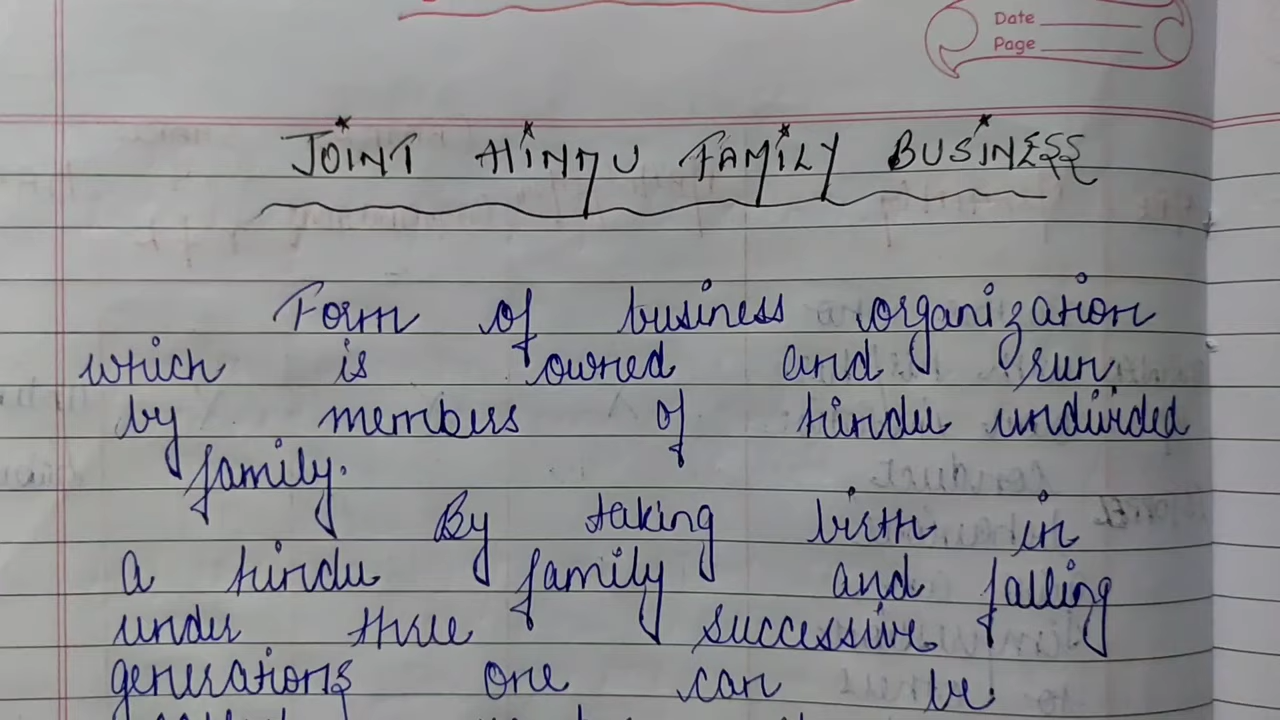 Date
Page
JOINT HINDU FAMILY BUSINESS
Form of business organization
which is owned and run
by members of hindu undivided
family.
By taking birth in
a hindu family and falling
under three successive
generations one can be